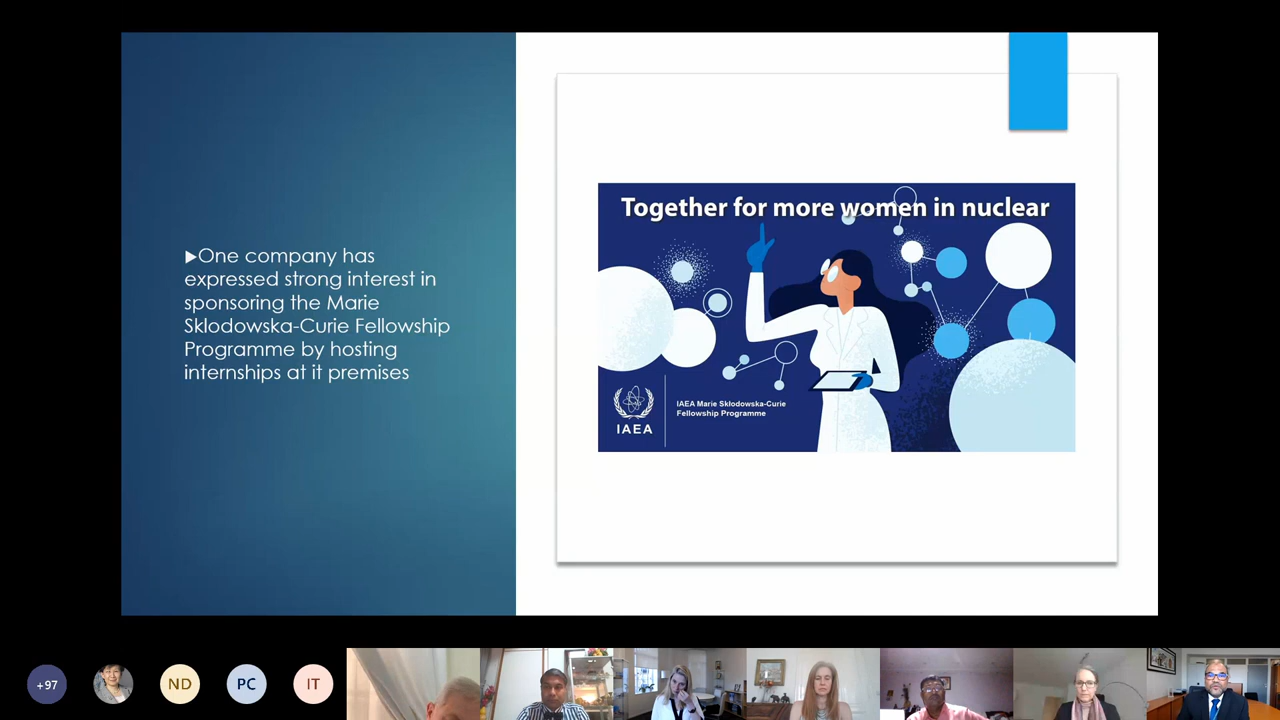 ▶One company has
expressed strong interest in
sponsoring the Marie
Sklodowska-Curie Fellowship
Programme by hosting
internships at it premises
Together for more women in nuclear
IAEA
IAEA Marie Skłodowska-Curie
Fellowship Programme
+97
ND
PC
IT